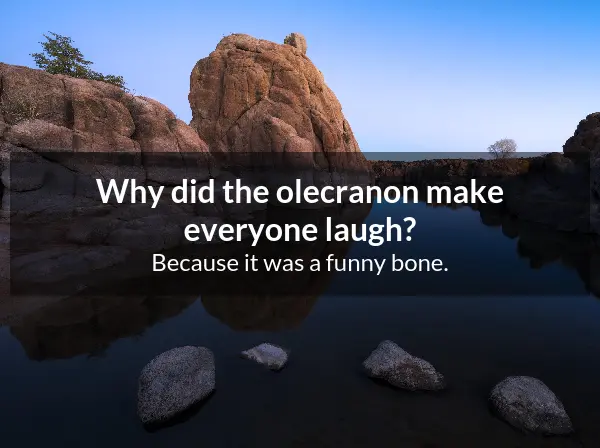 Why did the olecranon make
everyone laugh?
Because it was a funny bone.